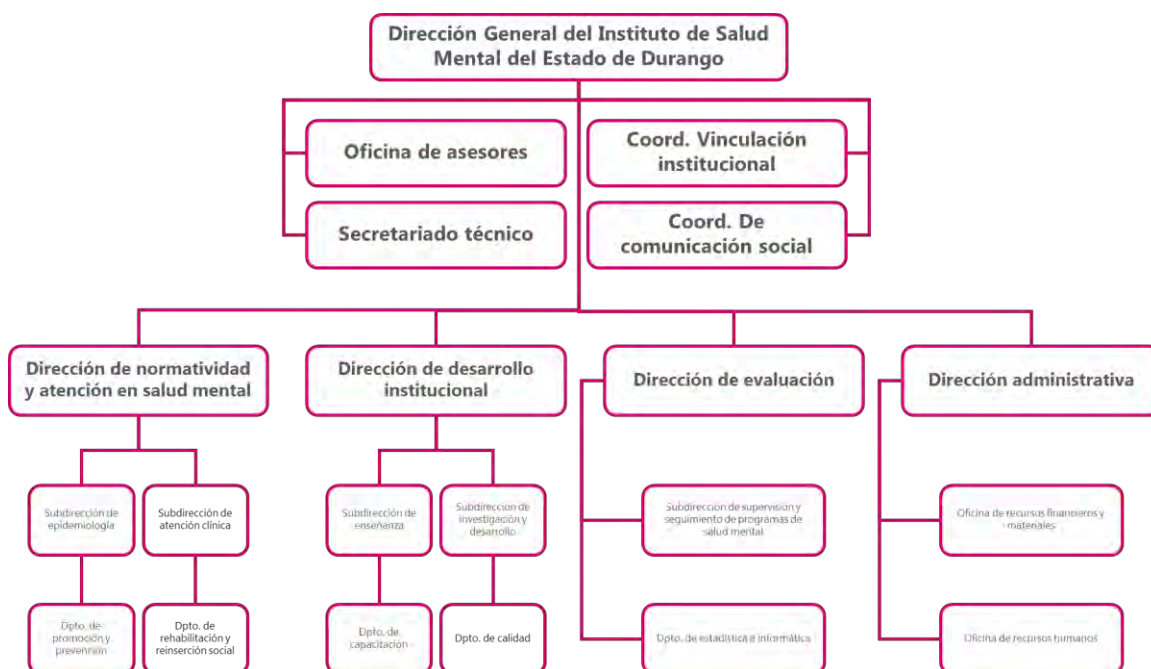 Dirección General del Instituto de Salud
Mental del Estado de Durango
Oficina de asesores
Coord. Vinculación
institucional
Secretariado técnico
Coord. De
comunicación social
Dirección de normatividad
y atención en salud mental
Dirección de desarrollo
institucional
Dirección de evaluación
Dirección administrativa
Subdirección de
epidemiología
Subdirección de
atención clínica
Subdirección de
enseñanza
Subdirección de
investigación y
desarrollo
Subdirección de supervisión y
seguimiento de programas de
salud mental
Oficina de recursos financieros y
materiales
Dpto. de
promoción y
prevención
Dpto. de
rehabilitación y
reinserción social
Dpto. de
capacitación
Dpto. de calidad
Dpto. de estadística e informática
Oficina de recursos humanos